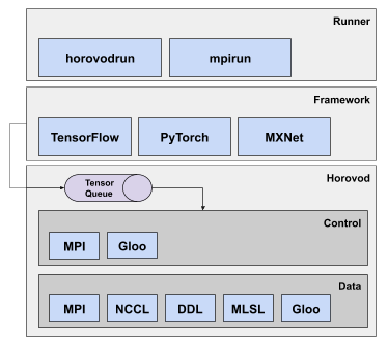 Runner
horovodrun
mpirun
Framework
TensorFlow
PyTorch
MXNet
Horovod
Tensor
Queue
Control
MPI
Gloo
Data
MPI
NCCL
DDL
MLSL
Gloo